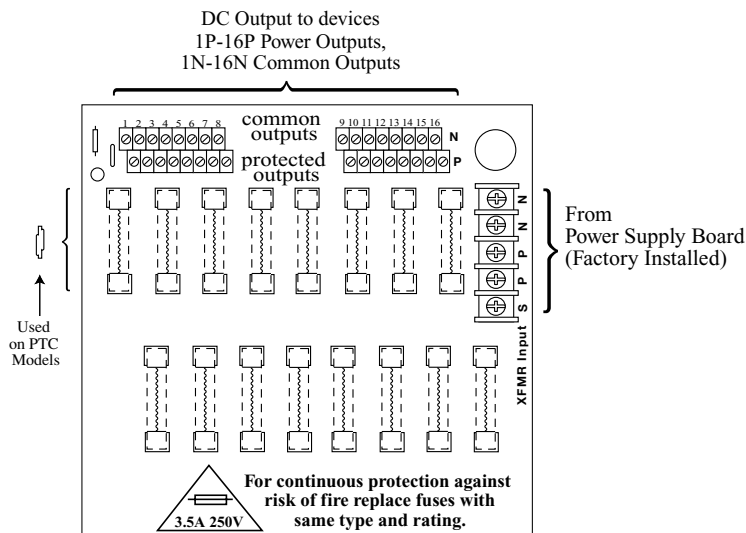 DC Output to devices
1P-16P Power Outputs,
1N-16N Common Outputs
1 2 3 4 5 6 7 8
common
outputs
9 10 11 12 13 14 15 16
N
protected
outputs
P
N
N
P
P
S
XFMR Input
From
Power Supply Board
(Factory Installed)
Used
on PTC
Models
3.5A 250V
For continuous protection against
risk of fire replace fuses with
same type and rating.